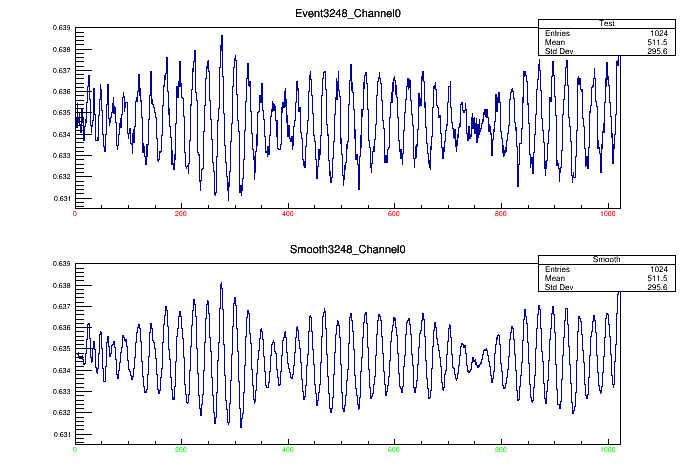 Event3248_Channel0
Test
Entries 1024
Mean 511.5
Std Dev 295.6
0.639
0.638
0.637
0.636
0.635
0.634
0.633
0.632
0.631
0 200 400 600 800 1000
Smooth3248_Channel0
Smooth
Entries 1024
Mean 511.5
Std Dev 295.6
0.639
0.638
0.637
0.636
0.635
0.634
0.633
0.632
0.631
0 200 400 600 800 1000